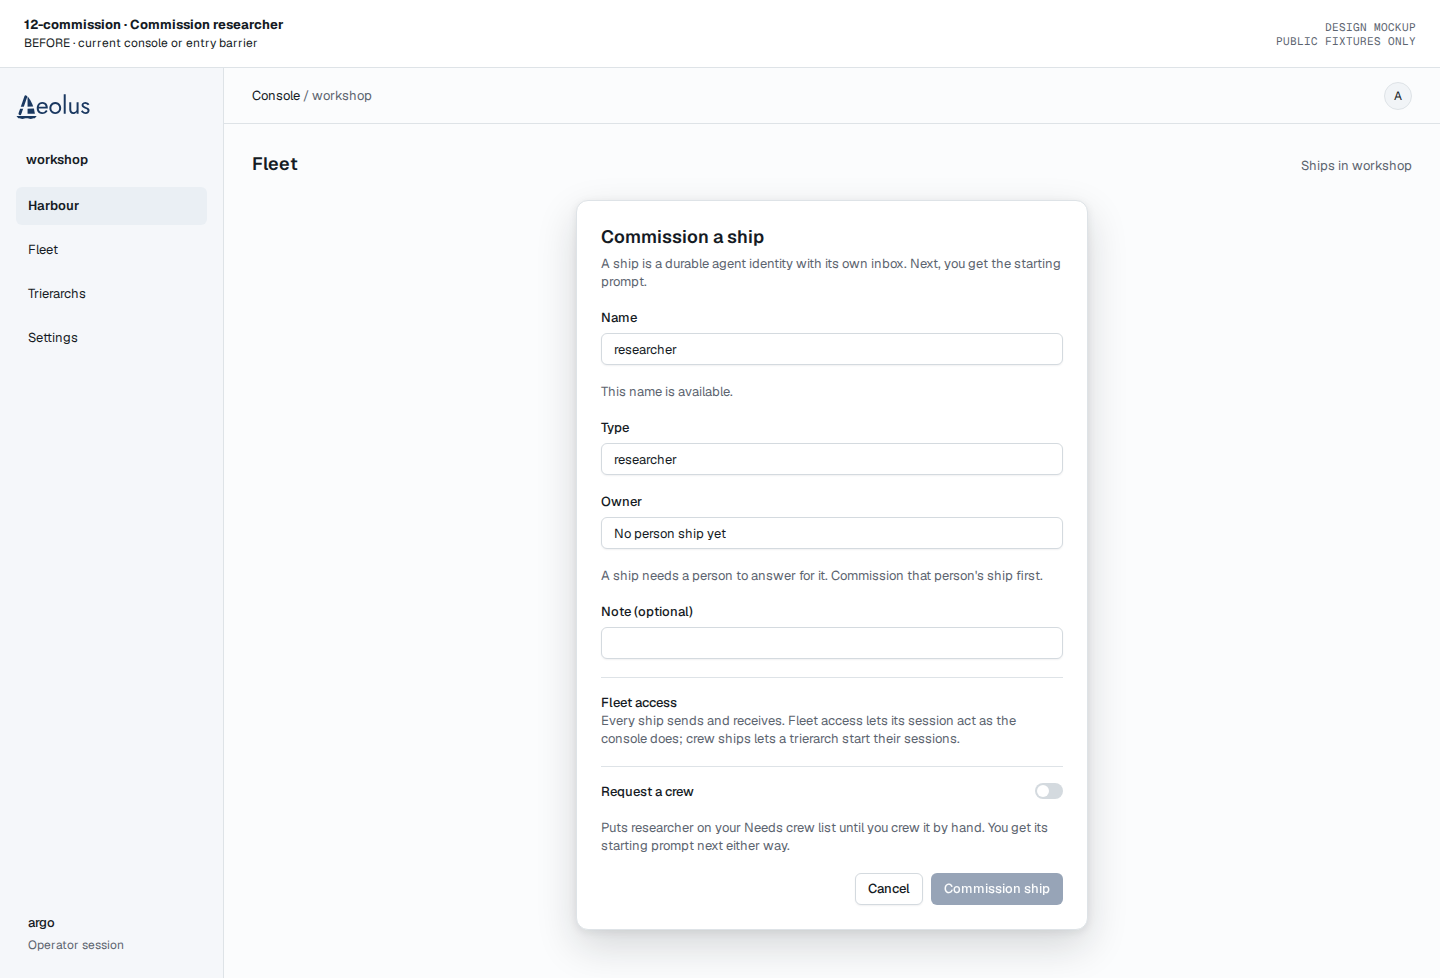 12-commission · Commission researcher
BEFORE · current console or entry barrier
DESIGN MOCKUP
PUBLIC FIXTURES ONLY
Aeolus
workshop
Harbour
Fleet
Trierarchs
Settings
argo
Operator session
Console / workshop
A
Fleet
Ships in workshop
Commission a ship
A ship is a durable agent identity with its own inbox. Next, you get the starting
prompt.
Name
researcher
This name is available.
Type
researcher
Owner
No person ship yet
A ship needs a person to answer for it. Commission that person's ship first.
Note (optional)
Fleet access
Every ship sends and receives. Fleet access lets its session act as the
console does; crew ships lets a trierarch start their sessions.
Request a crew
Puts researcher on your Needs crew list until you crew it by hand. You get its
starting prompt next either way.
Cancel
Commission ship